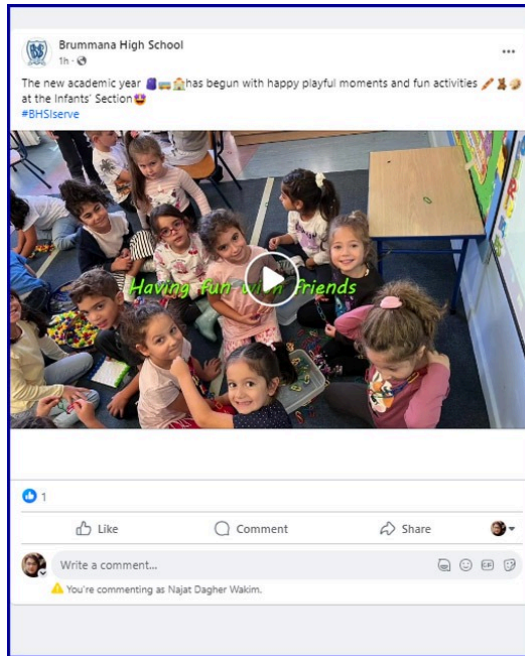 Brummana High School
1h
The new academic year has begun with happy playful moments and fun activities
at the Infants' Section
#BHSIserve
Having fun with friends
1
Like Comment Share
Write a comment...
GIF
You're commenting as Najat Dagher Wakim.